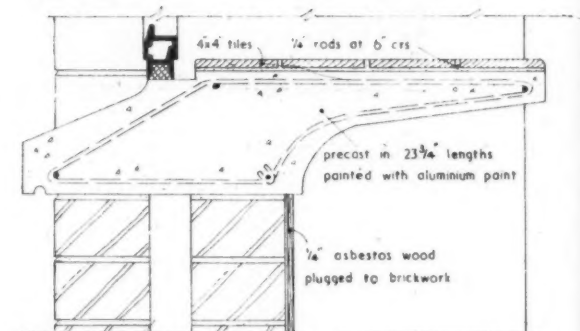 4"x4" tiles
¼" rods at 6" crs
precast in 23¾" lengths
painted with aluminium paint
¼" asbestos wood
plugged to brickwork